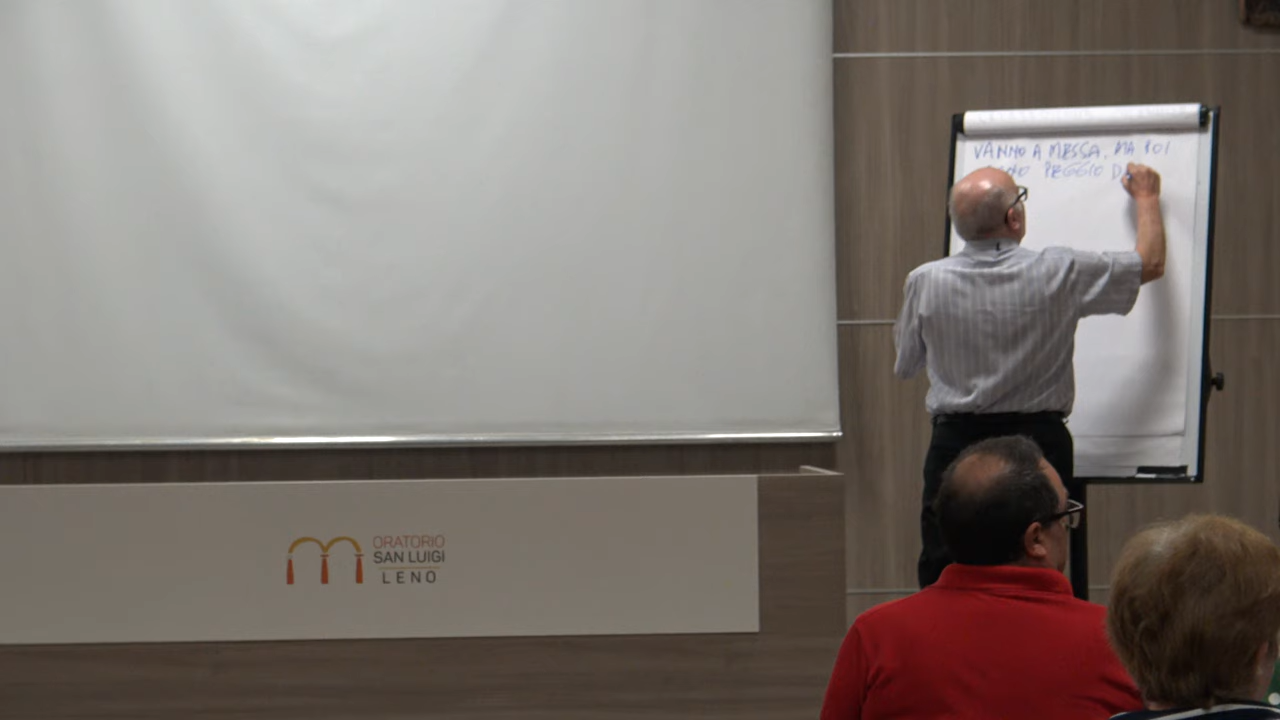 VANNO A MESSA, MA POI
PEGGIO
ORATORIO
SAN LUIGI
LENO